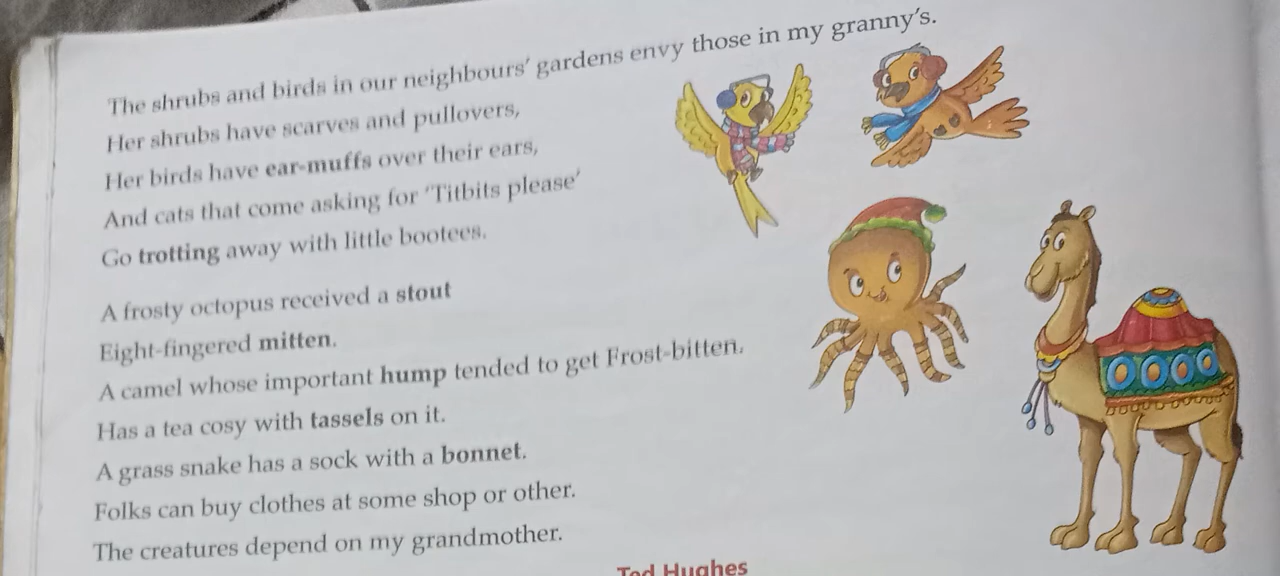 The shrubs and birds in our neighbours' gardens envy those in my granny's.
Her shrubs have scarves and pullovers,
Her birds have ear-muffs over their ears,
And cats that come asking for 'Titbits please'
Go trotting away with little bootees.
A frosty octopus received a stout
Eight-fingered mitten.
A camel whose important hump tended to get Frost-bitten.
Has a tea cosy with tassels on it.
A grass snake has a sock with a bonnet.
Folks can buy clothes at some shop or other.
The creatures depend on my grandmother.
Ted Hughes